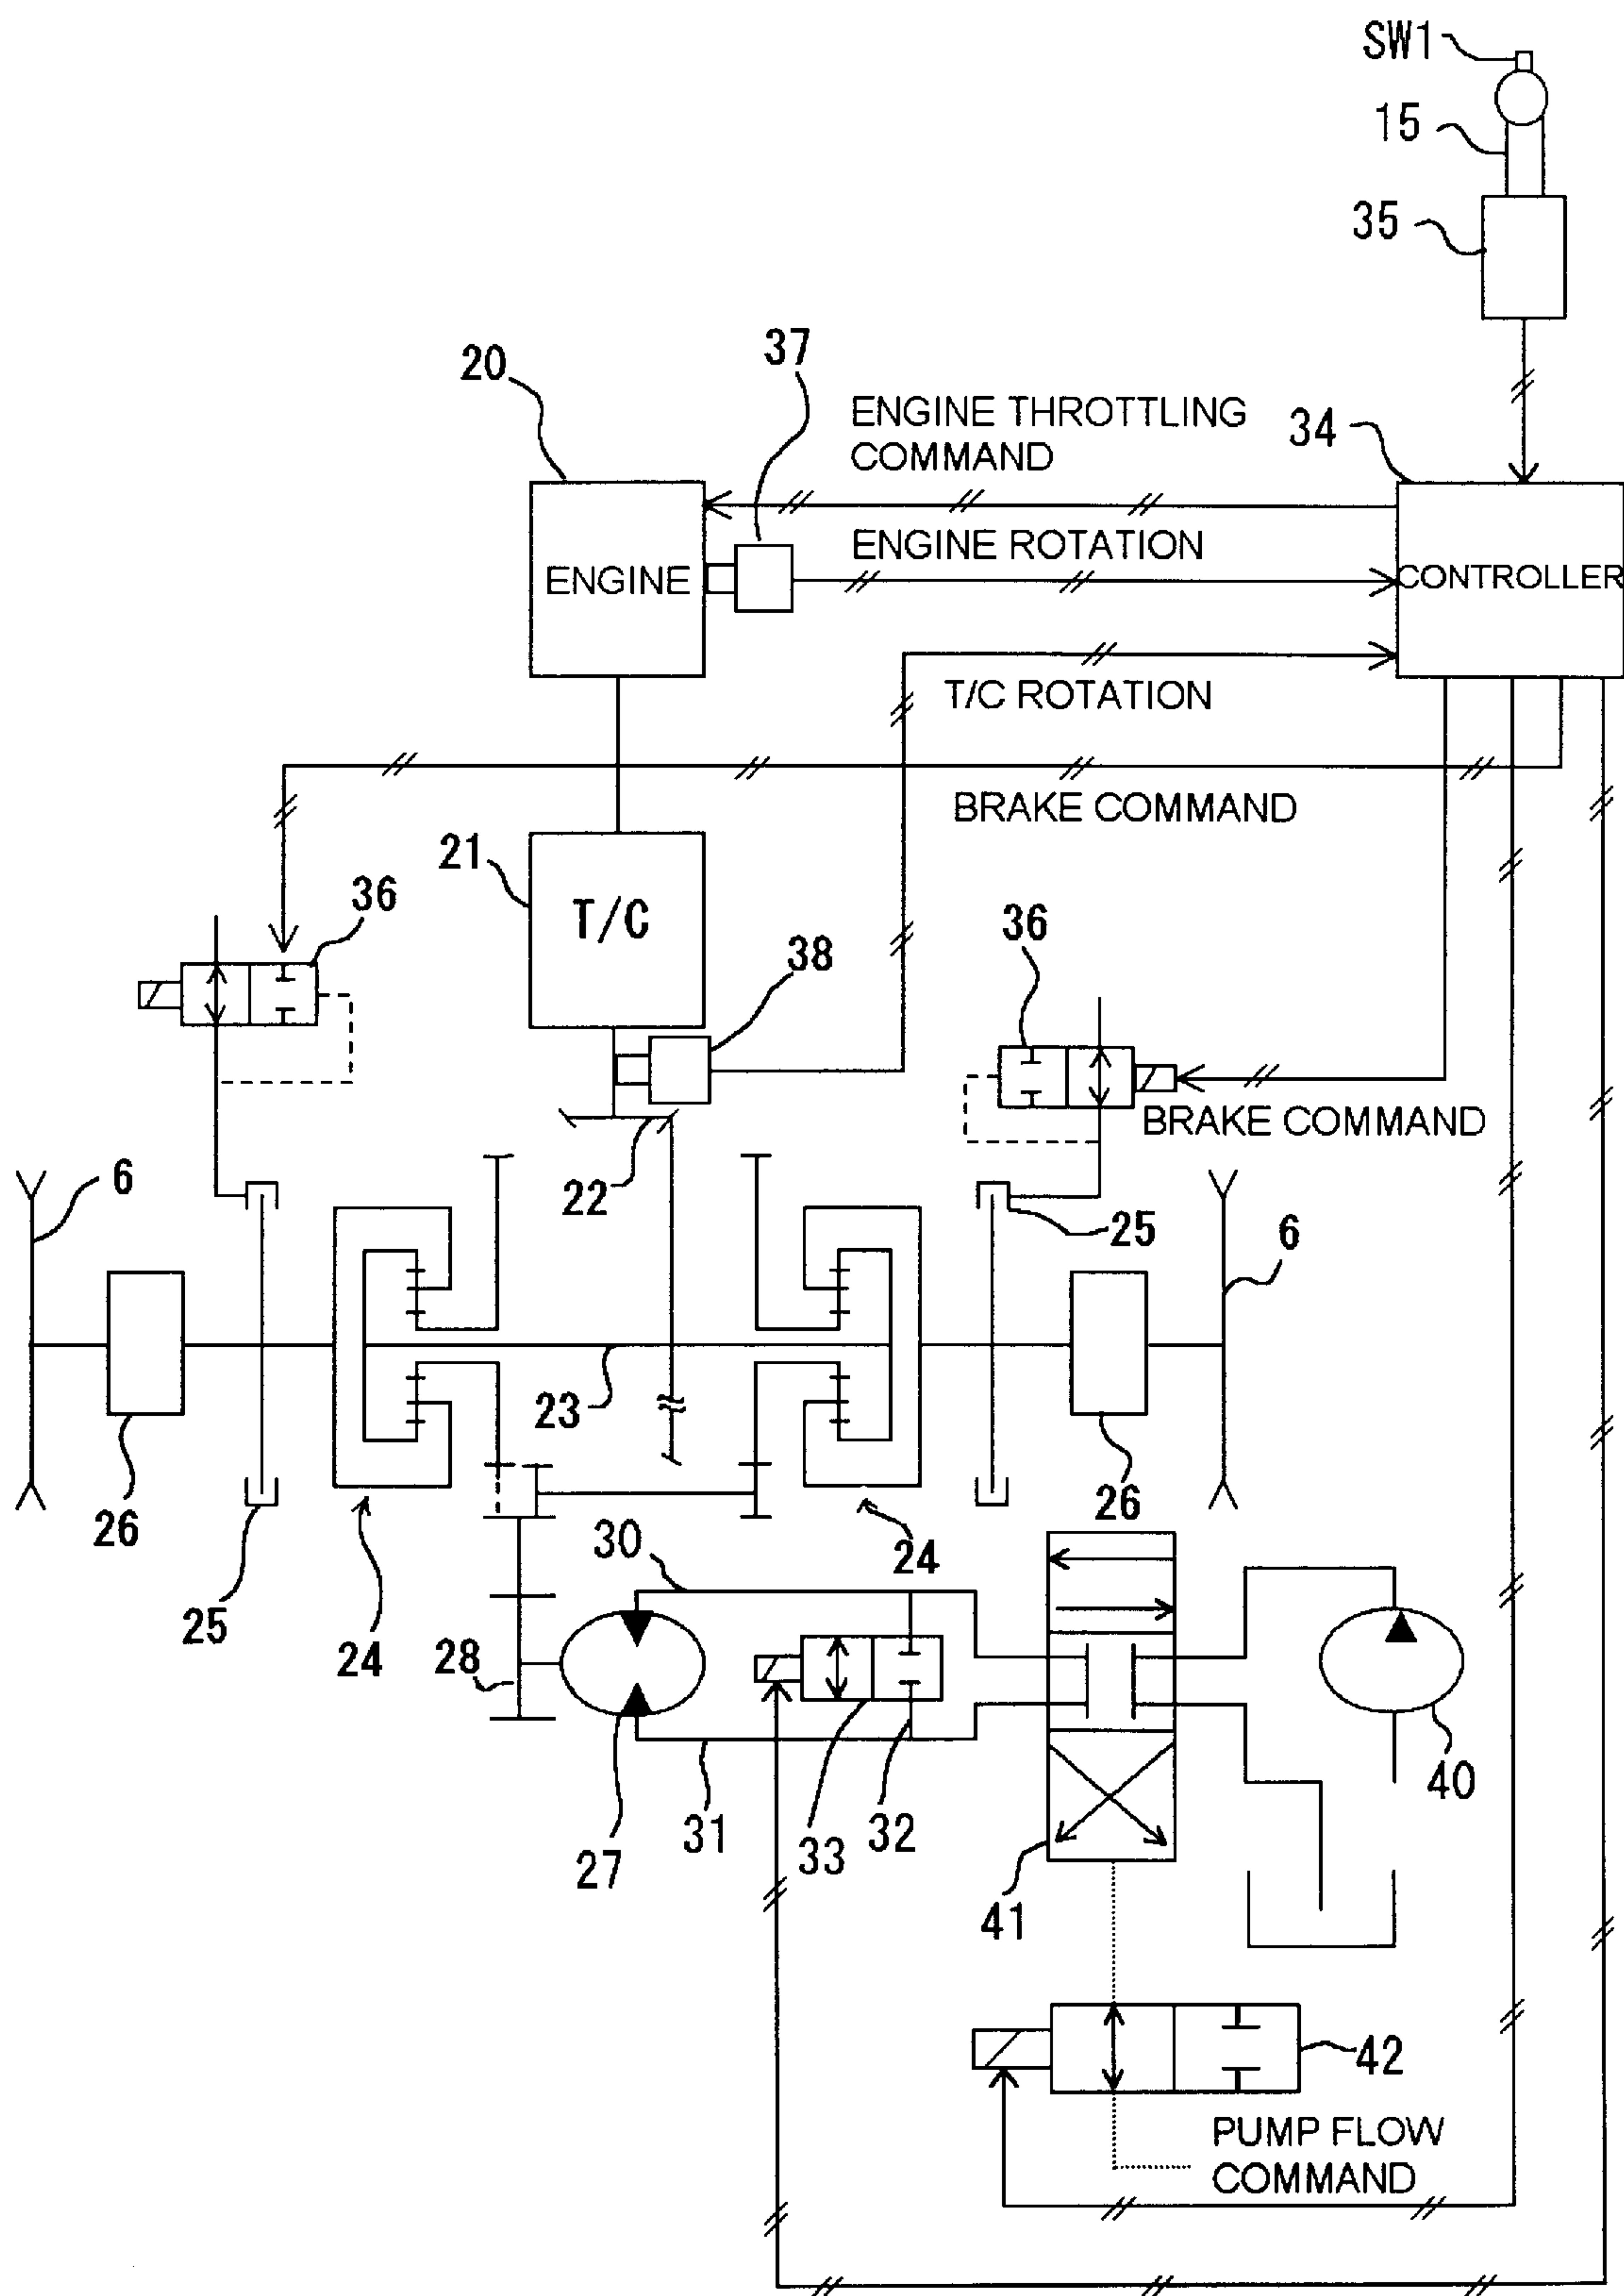 SW1
15
35
37
20
ENGINE THROTTLING
COMMAND
34
ENGINE ROTATION
ENGINE
CONTROLLER
T/C ROTATION
BRAKE COMMAND
21
36
T/C
36
38
BRAKE COMMAND
6
22
25
6
23
26
26
30
24
25
24
28
40
31
32
33
27
41
42
PUMP FLOW
COMMAND